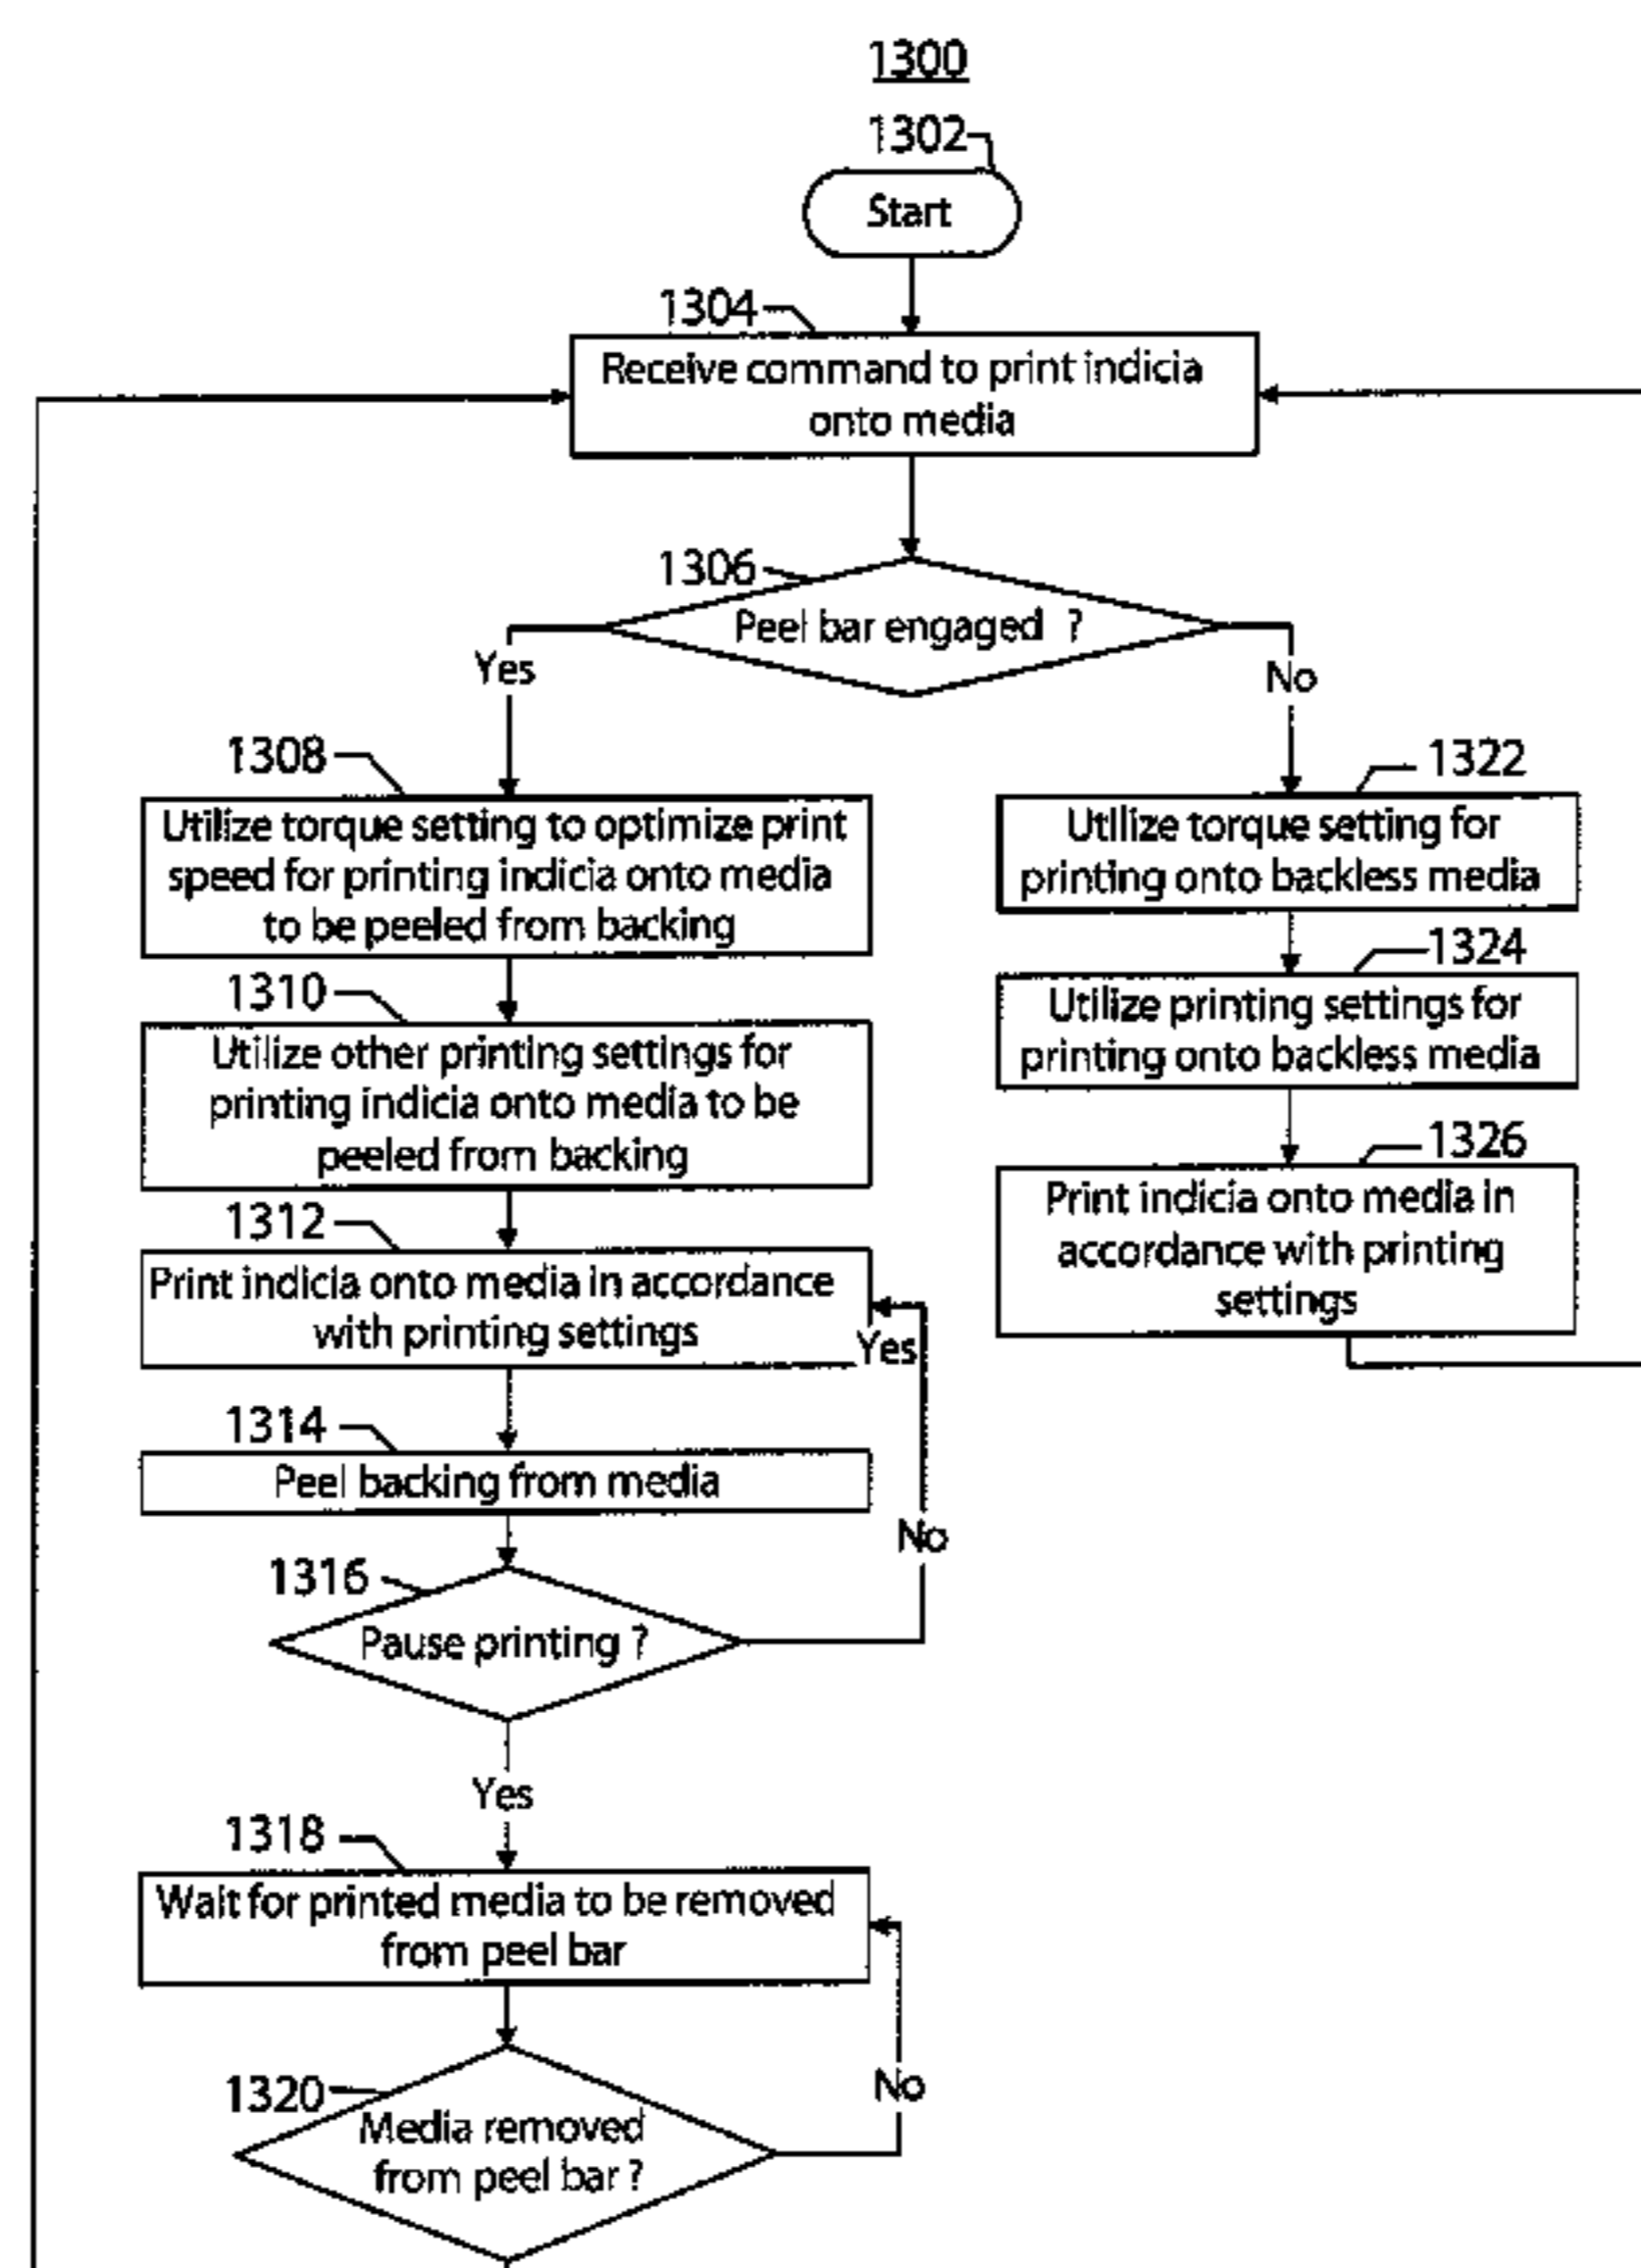 1300
1302
Start
1304
Receive command to print indicia
onto media
1306
Peel bar engaged ?
Yes
No
1308
Utilize torque setting to optimize print
speed for printing indicia onto media
to be peeled from backing
1310
Utilize other printing settings for
printing indicia onto media to be
peeled from backing
1312
Print indicia onto media in accordance
with printing settings
Yes
1314
Peel backing from media
No
1316
Pause printing ?
Yes
1318
Wait for printed media to be removed
from peel bar
1320
Media removed
from peel bar ?
No
1322
Utilize torque setting for
printing onto backless media
1324
Utilize printing settings for
printing onto backless media
1326
Print indicia onto media in
accordance with printing
settings